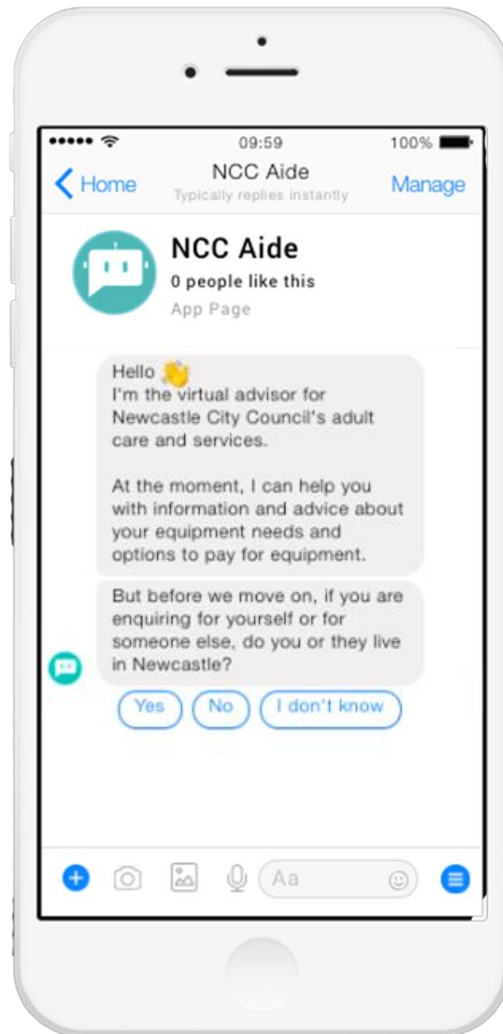 09:59
100%
Home
NCC Aide
Manage
Typically replies instantly
NCC Aide
0 people like this
App Page
Hello 👋
I'm the virtual advisor for
Newcastle City Council's adult
care and services.
At the moment, I can help you
with information and advice about
your equipment needs and
options to pay for equipment.
But before we move on, if you are
enquiring for yourself or for
someone else, do you or they live
in Newcastle?
Yes
No
I don't know
Aa